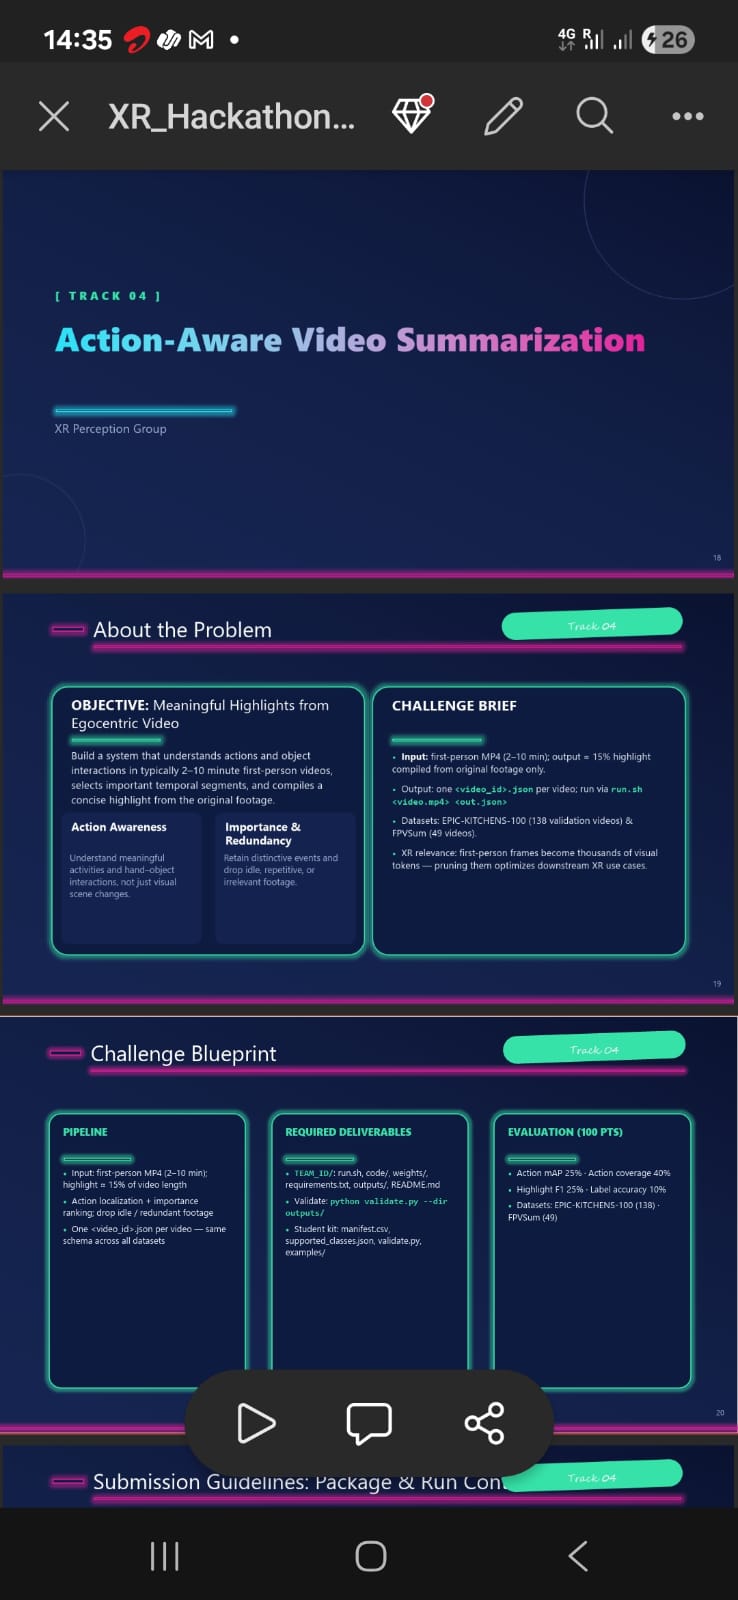 14:35
4G R 26
XR_Hackathon...
[ TRACK 04 ]
Action-Aware Video Summarization
XR Perception Group
18
About the Problem
Track 04
OBJECTIVE: Meaningful Highlights from
Egocentric Video
Build a system that understands actions and object
interactions in typically 2–10 minute first-person videos,
selects important temporal segments, and compiles a
concise highlight from the original footage.
Action Awareness
Understand meaningful
activities and hand–object
interactions, not just visual
scene changes.
Importance &
Redundancy
Retain distinctive events and
drop idle, repetitive, or
irrelevant footage.
CHALLENGE BRIEF
• Input: first-person MP4 (2–10 min); output = 15% highlight
compiled from original footage only.
• Output: one <video_id>.json per video; run via run.sh
<video.mp4> <out.json>
• Datasets: EPIC-KITCHENS-100 (138 validation videos) &
FPVSum (49 videos).
• XR relevance: first-person frames become thousands of visual
tokens — pruning them optimizes downstream XR use cases.
19
Challenge Blueprint
Track 04
PIPELINE
• Input: first-person MP4 (2–10 min);
highlight = 15% of video length
• Action localization + importance
ranking; drop idle / redundant footage
• One <video_id>.json per video — same
schema across all datasets
REQUIRED DELIVERABLES
• TEAM_ID/: run.sh, code/, weights/,
requirements.txt, outputs/, README.md
• Validate: python validate.py --dir
outputs/
• Student kit: manifest.csv,
supported_classes.json, validate.py,
examples/
EVALUATION (100 PTS)
• Action mAP 25% · Action coverage 40%
• Highlight F1 25% · Label accuracy 10%
• Datasets: EPIC-KITCHENS-100 (138) ·
FPVSum (49)
20
Submission Guidelines: Package & Run Cont
Track 04